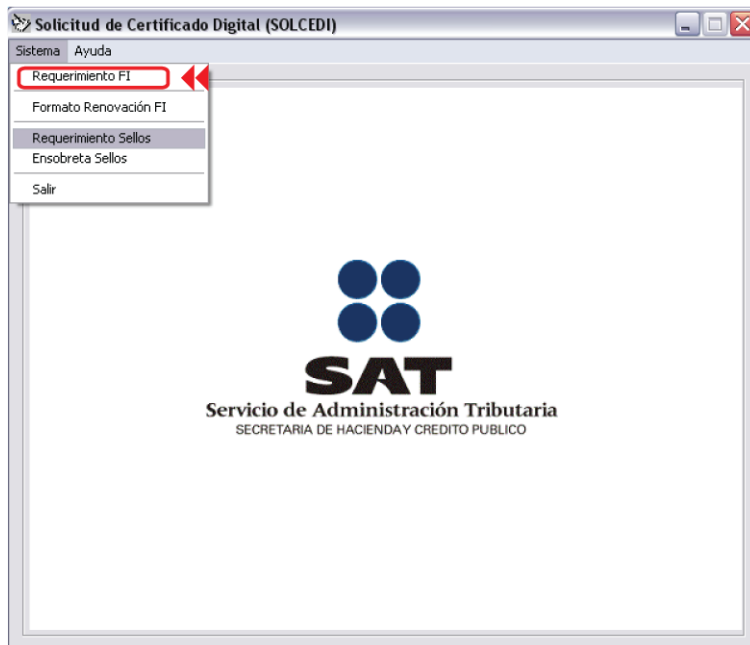 Solicitud de Certificado Digital (SOLCEDI)
Sistema Ayuda
Requerimiento FI
Formato Renovación FI
Requerimiento Sellos
Ensobreta Sellos
Salir
SAT
Servicio de Administración Tributaria
SECRETARIA DE HACIENDA Y CREDITO PUBLICO